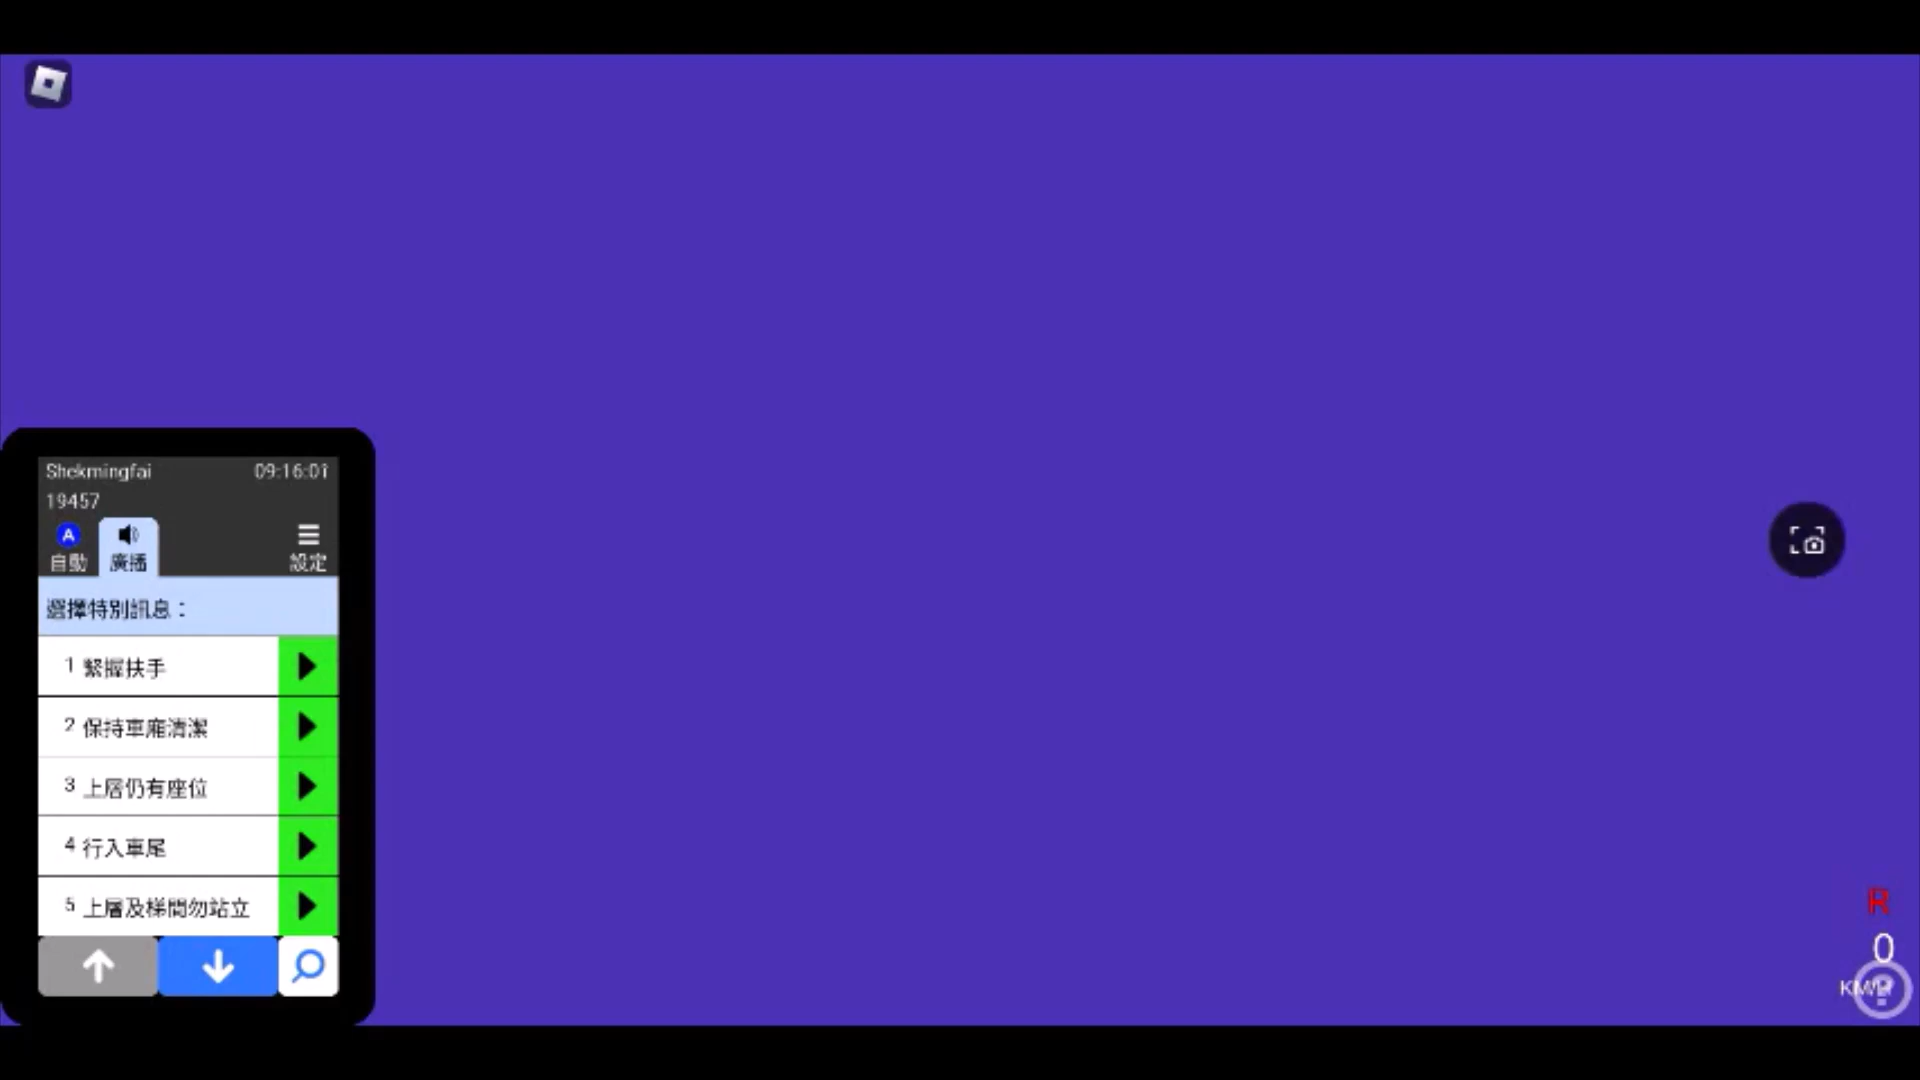 Shekmingfai 09:16:01
19457
A
自動 廣播 設定
選擇特別訊息：
1 緊握扶手
2 保持車廂清潔
3 上層仍有座位
4 行入車尾
5 上層及梯間勿站立
R
0
KM/H
?